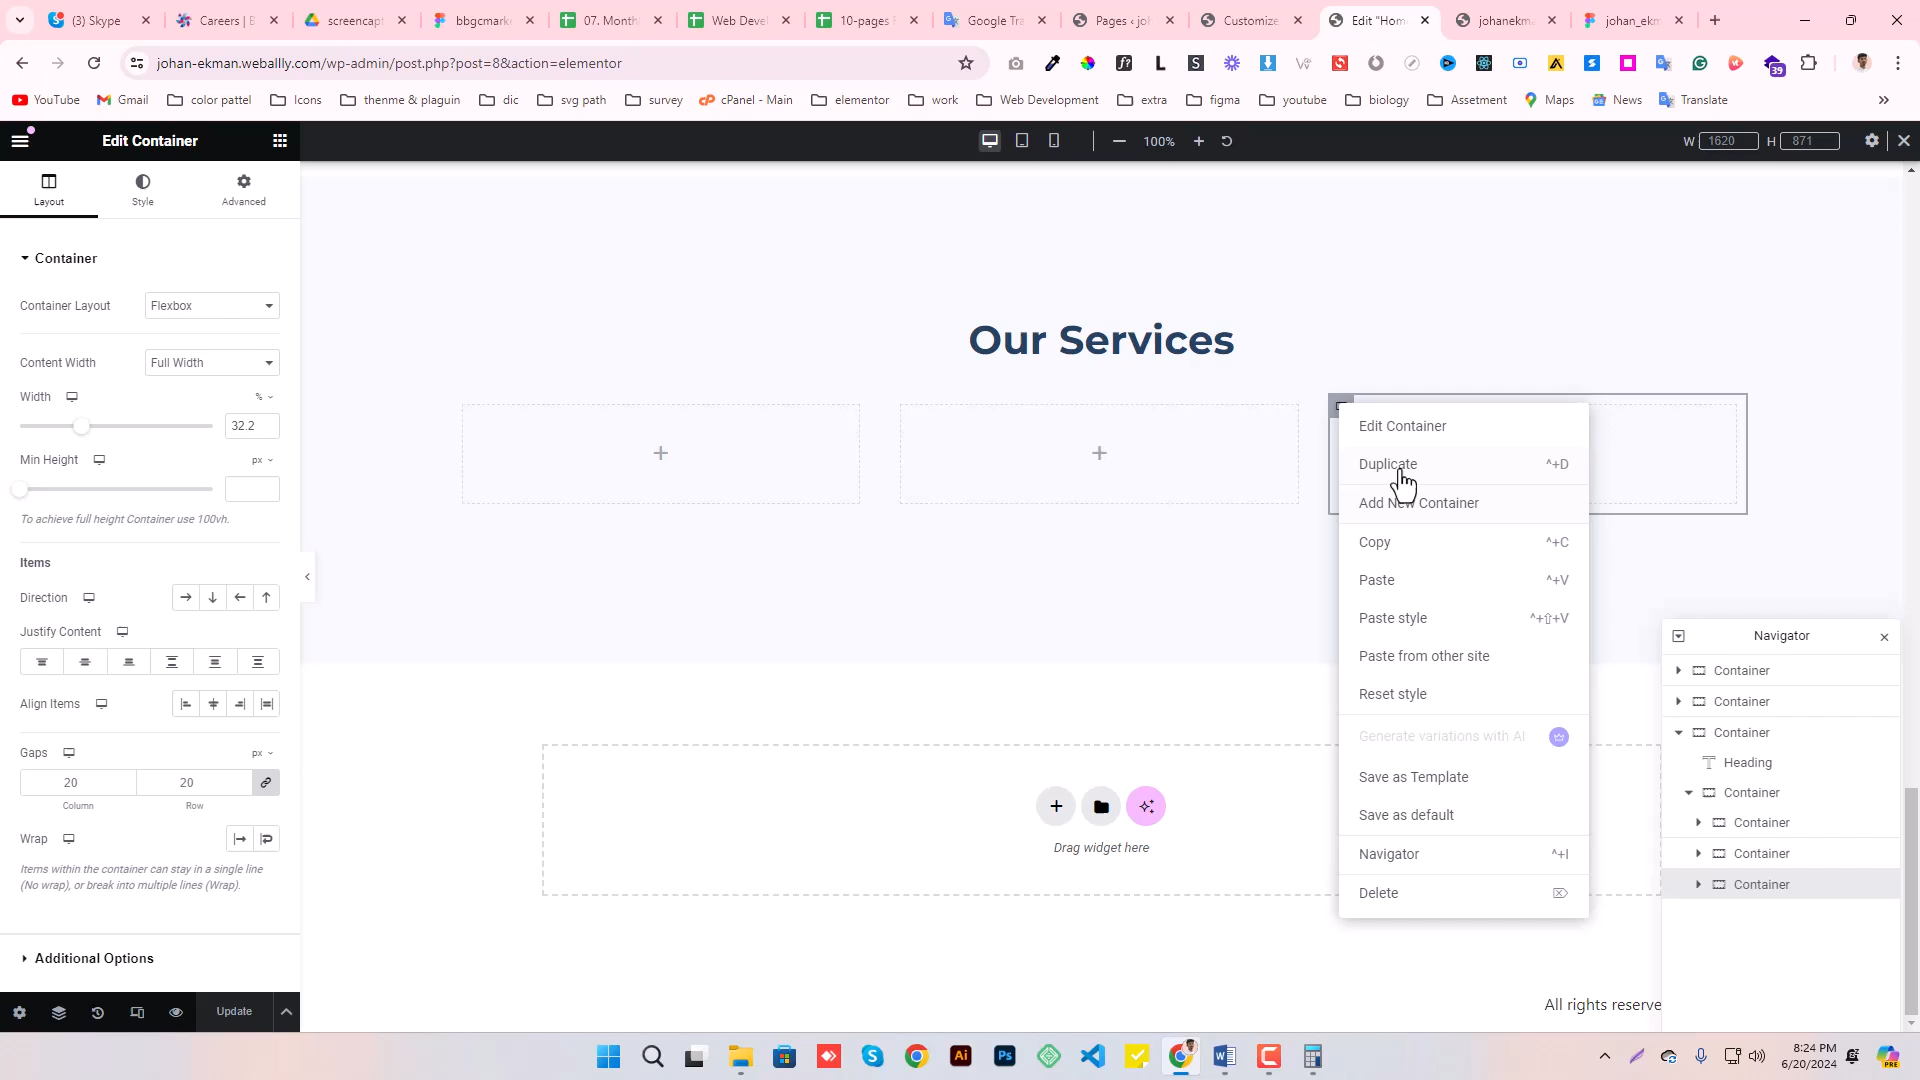 (3) Skype
Careers | B
screencapt
bbgcmark
07. Month
Web Devel
10-pages F
Google Tra
Pages ‹ joh
Customize
Edit "Hom
johanekm
johan_ekm
johan-ekman.weballly.com/wp-admin/post.php?post=8&action=elementor
39
YouTube
Gmail
color pattel
Icons
thenme & plaguin
dic
svg path
survey
cPanel - Main
elementor
work
Web Development
extra
figma
youtube
biology
Assetment
Maps
News
Translate
Edit Container
100%
W 1620
H 871
Layout
Style
Advanced
Container
Container Layout
Flexbox
Content Width
Full Width
Width
%
32.2
Min Height
px
To achieve full height Container use 100vh.
Items
Direction
Justify Content
Align Items
Gaps
px
20
20
Column
Row
Wrap
Items within the container can stay in a single line
(No wrap), or break into multiple lines (Wrap).
Additional Options
Update
Our Services
Drag widget here
All rights reserve
Edit Container
Duplicate ^+D
Add New Container
Copy ^+C
Paste ^+V
Paste style ^+⇧+V
Paste from other site
Reset style
Generate variations with AI
Save as Template
Save as default
Navigator ^+I
Delete ⌦
Navigator
Container
Container
Container
Heading
Container
Container
Container
Container
8:24 PM
6/20/2024